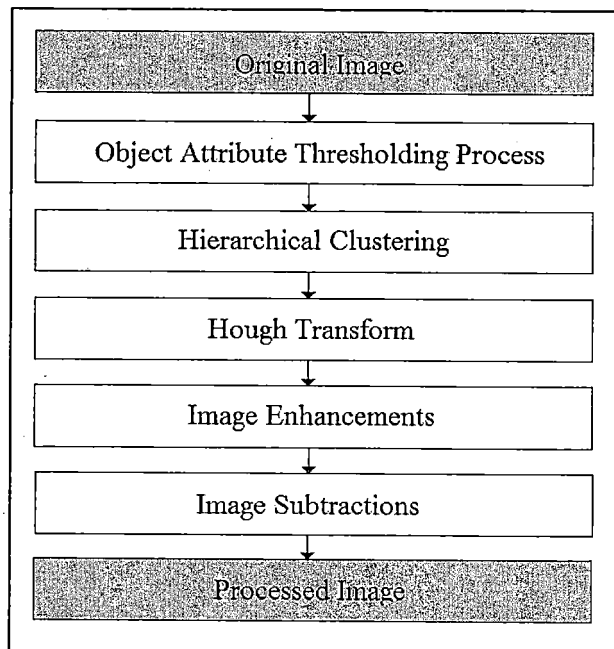 Original Image
Object Attribute Thresholding Process
Hierarchical Clustering
Hough Transform
Image Enhancements
Image Subtractions
Processed Image